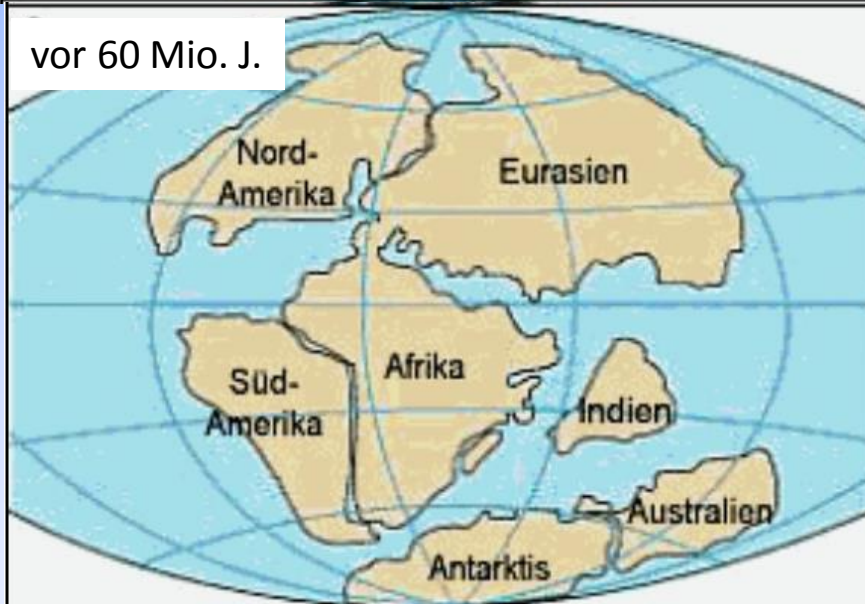 vor 60 Mio. J.
Nord-
Amerika
Eurasien
Süd-
Amerika
Afrika
Indien
Australien
Antarktis